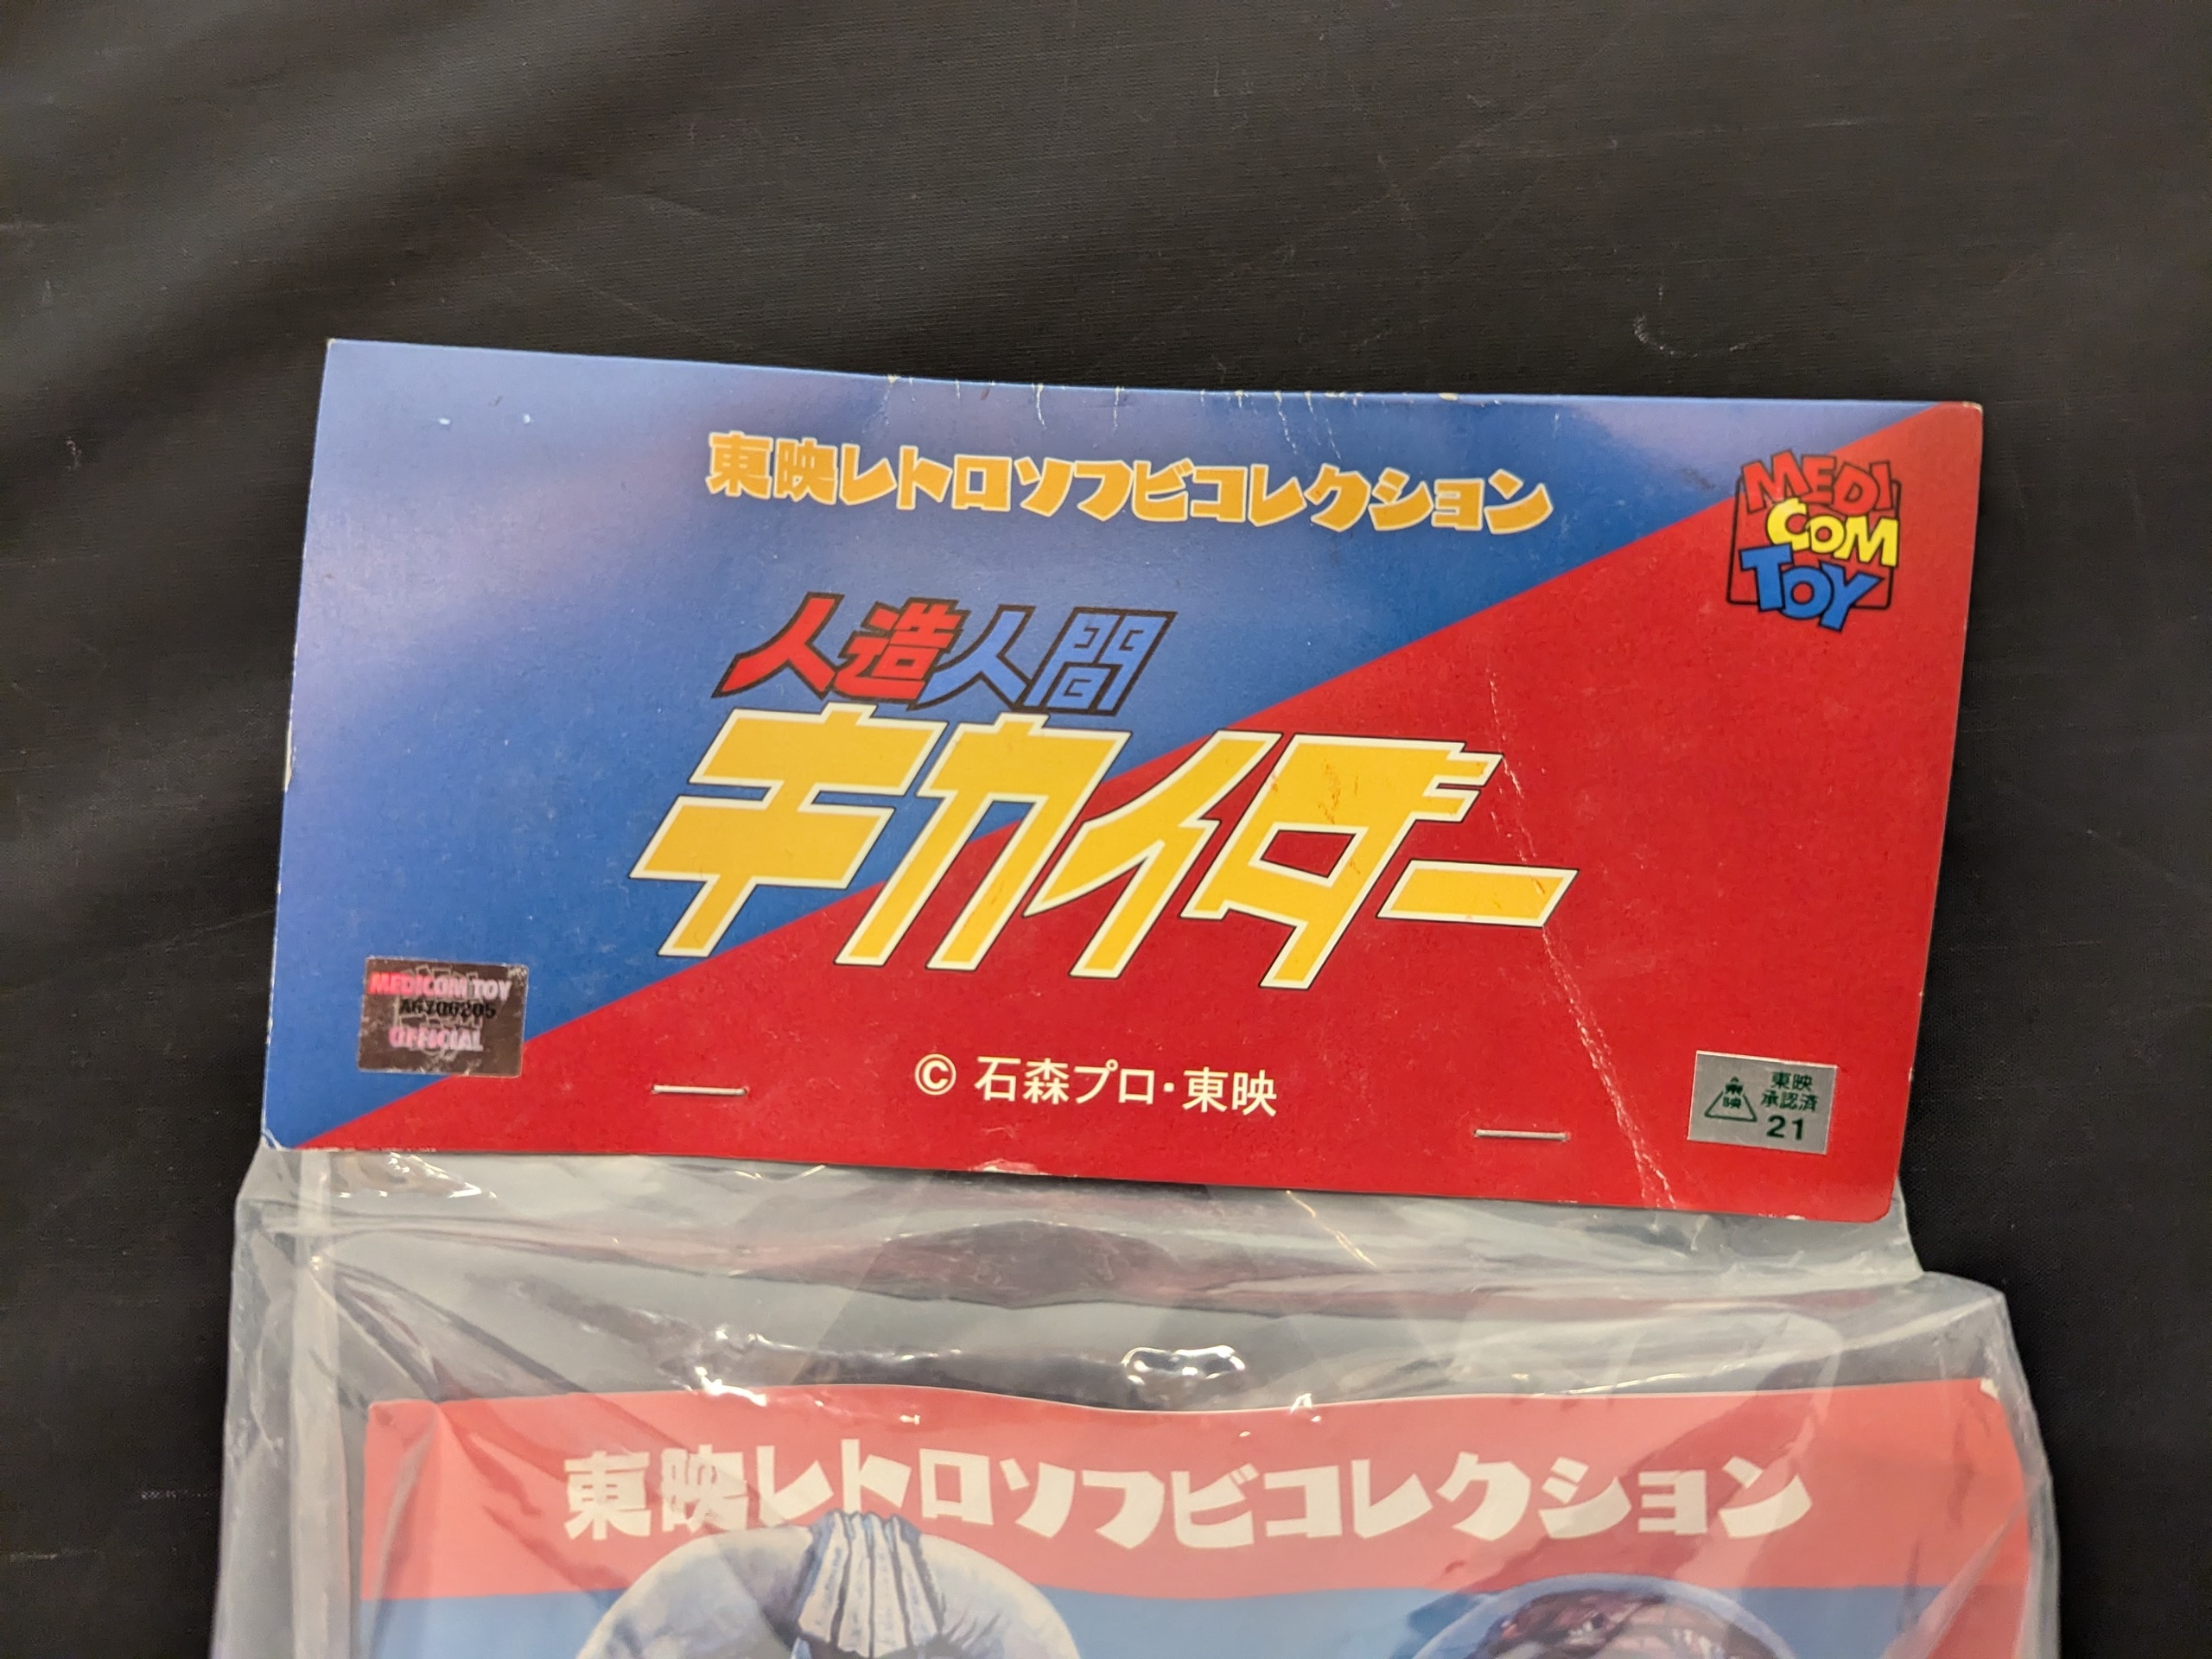 東映レトロソフビコレクション
MEDI
COM
TOY
人造人間
キカイダー
MEDICOM TOY
OFFICIAL
© 石森プロ・東映
東映
東映
承認済
21
東映レトロソフビコレクション